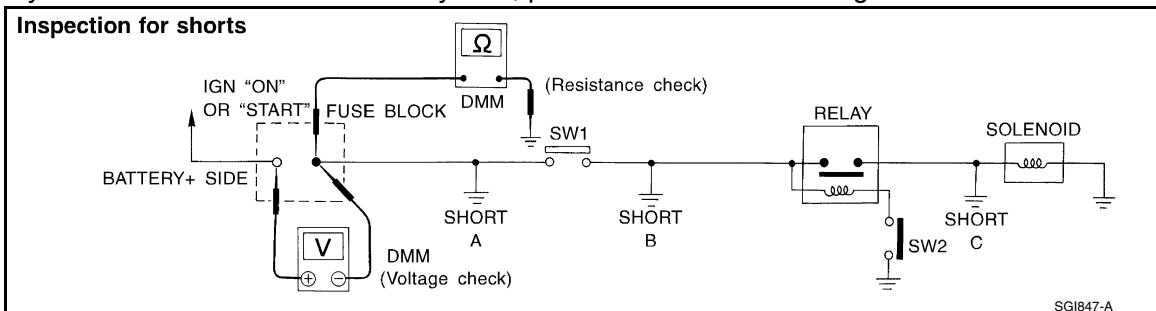 Inspection for shorts
Ω
DMM
(Resistance check)
IGN "ON"
OR "START"
FUSE BLOCK
BATTERY+ SIDE
SW1
RELAY
SOLENOID
SHORT
A
SHORT
B
SHORT
C
SW2
V
+ −
DMM
(Voltage check)
SGI847-A